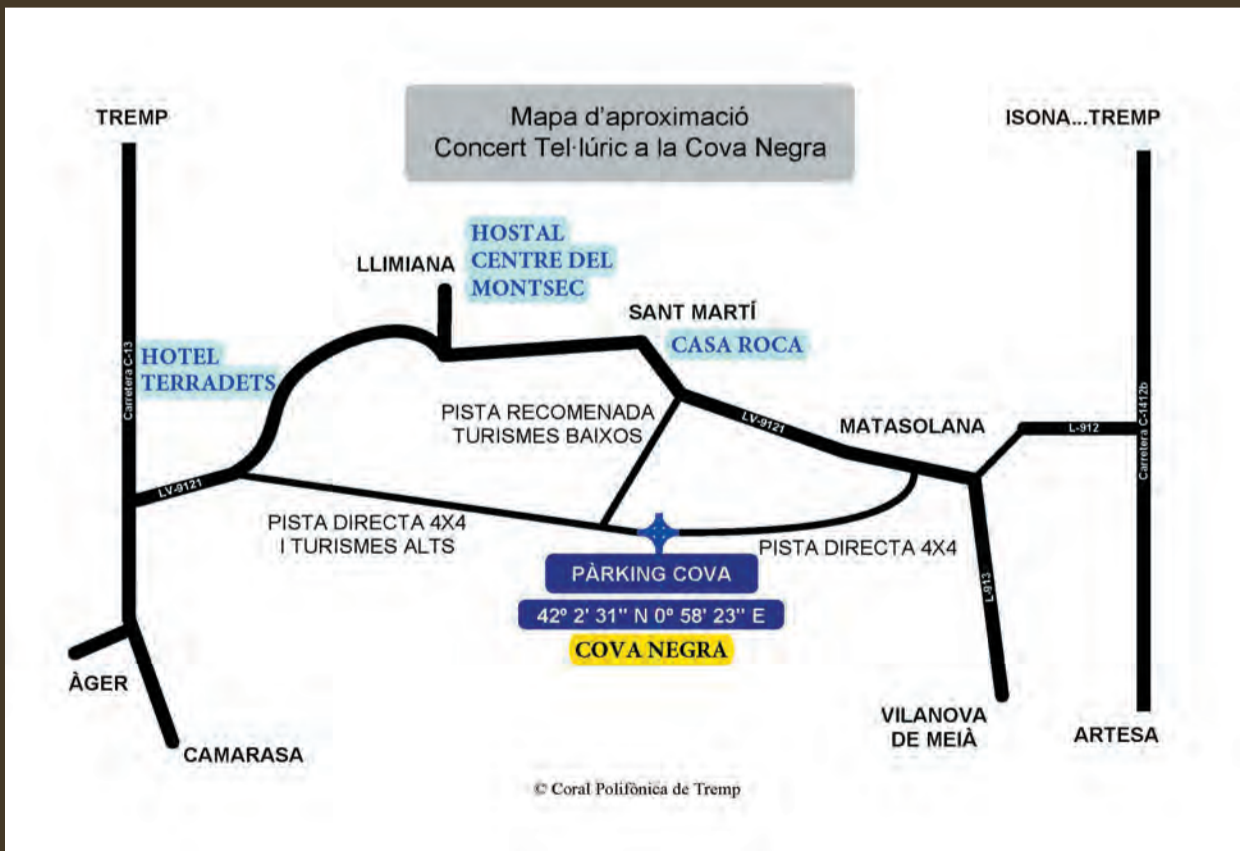 Mapa d'aproximació
Concert Tel·lúric a la Cova Negra
TREMP
ISONA...TREMP
HOSTAL
CENTRE DEL
MONTSEC
LLIMIANA
SANT MARTÍ
CASA ROCA
HOTEL
TERRADETS
Carretera C-13
PISTA RECOMENADA
TURISMES BAIXOS
LV-9121
MATASOLANA
L-912
Carretera C-1412b
LV-9121
PISTA DIRECTA 4X4
I TURISMES ALTS
PISTA DIRECTA 4X4
PÀRKING COVA
42º 2' 31" N 0º 58' 23" E
COVA NEGRA
L-913
ÀGER
CAMARASA
VILANOVA
DE MEIÀ
ARTESA
© Coral Polifònica de Tremp